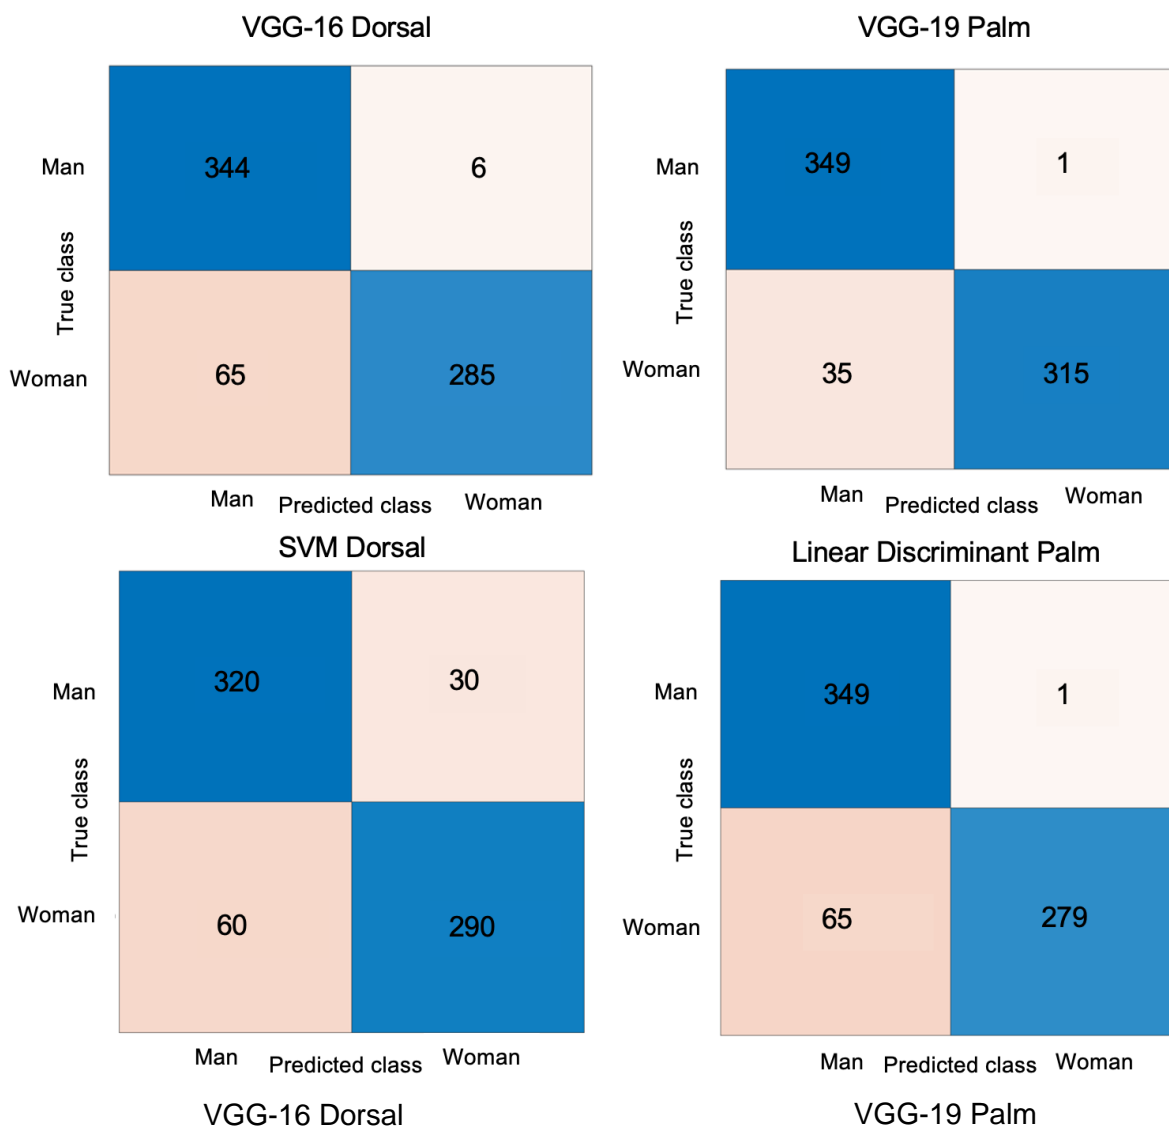 VGG-16 Dorsal
Man
344
6
True class
Woman
65
285
Man Predicted class Woman
VGG-19 Palm
Man
349
1
True class
Woman
35
315
Man Predicted class Woman
SVM Dorsal
Man
320
30
True class
Woman
60
290
Man Predicted class Woman
VGG-16 Dorsal
Linear Discriminant Palm
Man
349
1
True class
Woman
65
279
Man Predicted class Woman
VGG-19 Palm